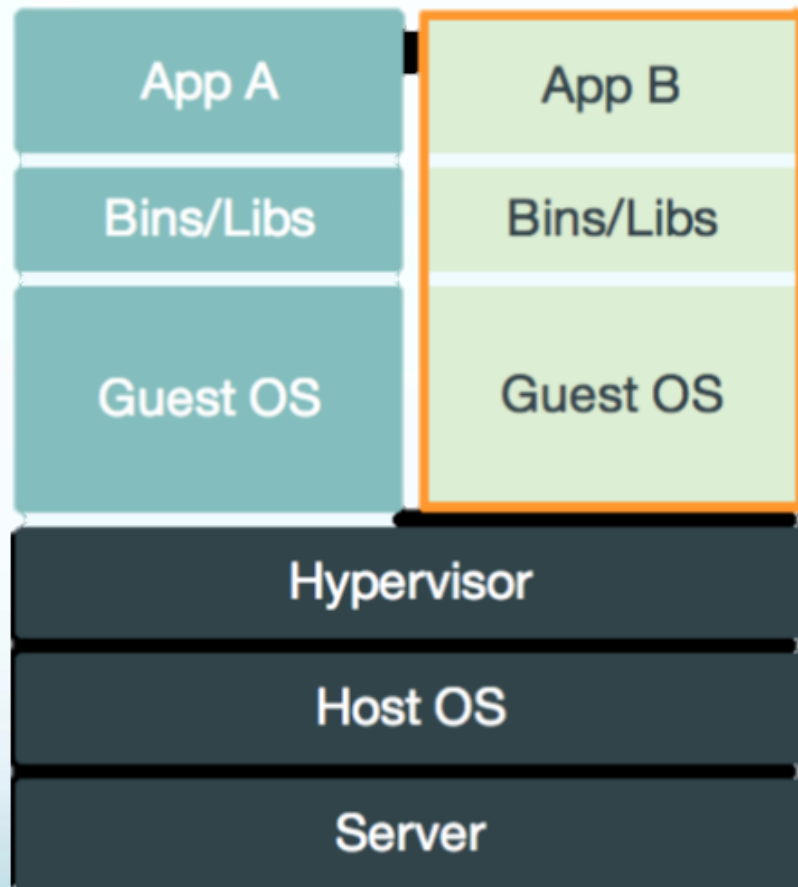 App A
App B
Bins/Libs
Bins/Libs
Guest OS
Guest OS
Hypervisor
Host OS
Server